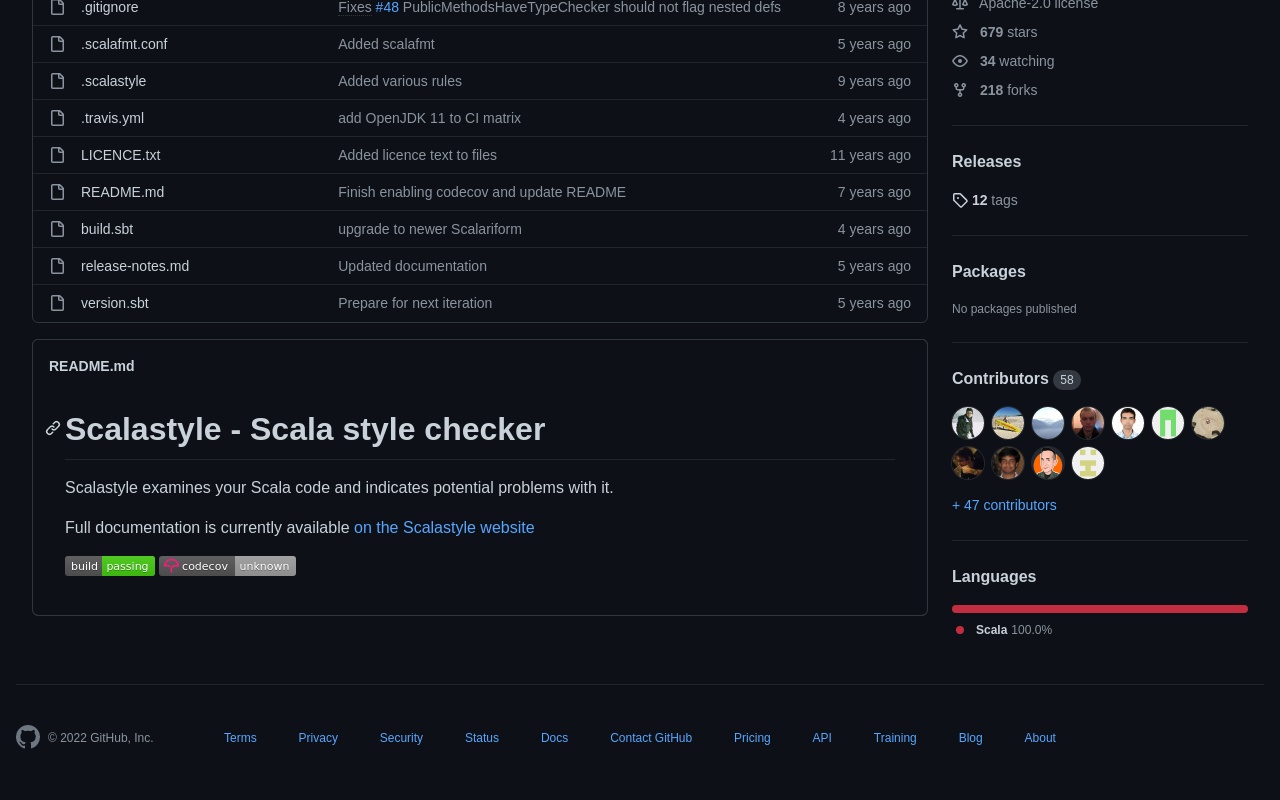 .gitignore Fixes #48 PublicMethodsHaveTypeChecker should not flag nested defs 8 years ago
.scalafmt.conf Added scalafmt 5 years ago
.scalastyle Added various rules 9 years ago
.travis.yml add OpenJDK 11 to CI matrix 4 years ago
LICENCE.txt Added licence text to files 11 years ago
README.md Finish enabling codecov and update README 7 years ago
build.sbt upgrade to newer Scalariform 4 years ago
release-notes.md Updated documentation 5 years ago
version.sbt Prepare for next iteration 5 years ago
README.md
Scalastyle - Scala style checker
Scalastyle examines your Scala code and indicates potential problems with it.
Full documentation is currently available on the Scalastyle website
build passing codecov unknown
Apache-2.0 license
679 stars
34 watching
218 forks
Releases
12 tags
Packages
No packages published
Contributors 58
+ 47 contributors
Languages
Scala 100.0%
© 2022 GitHub, Inc. Terms Privacy Security Status Docs Contact GitHub Pricing API Training Blog About